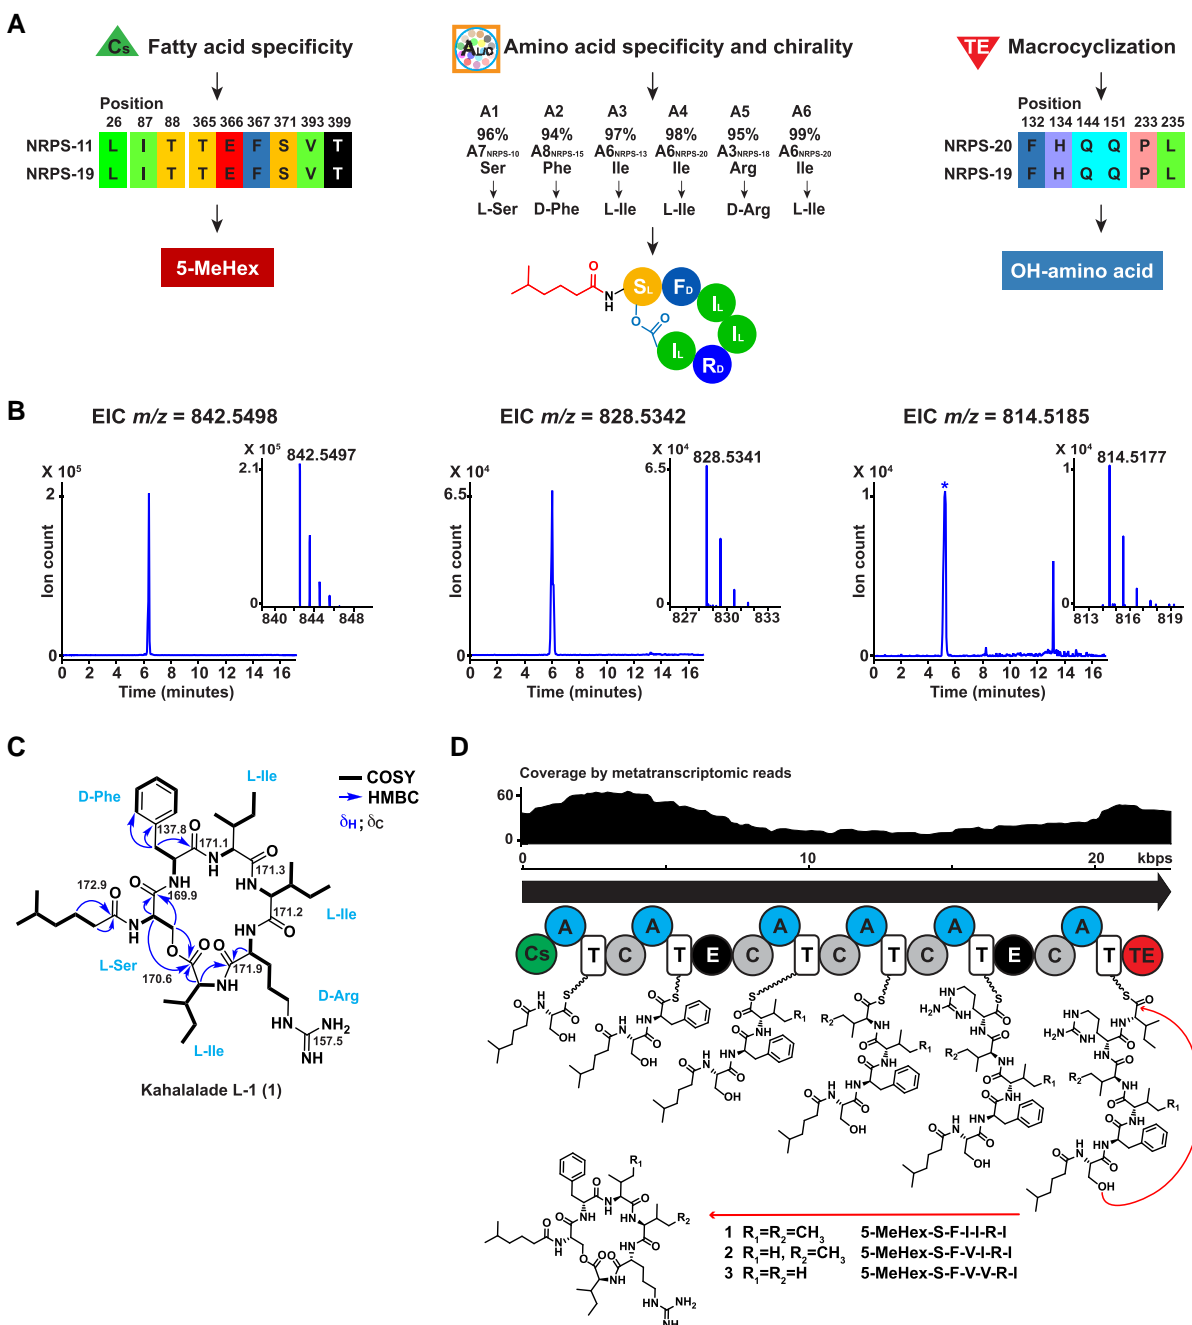 A
Cs Fatty acid specificity
Position
26 87 88 365 366 367 371 393 399
NRPS-11 L I T T E F S V T
NRPS-19 L I T T E F S V T
5-MeHex
ALIC Amino acid specificity and chirality
A1 A2 A3 A4 A5 A6
96% 94% 97% 98% 95% 99%
A7NRPS-10 A8NRPS-15 A6NRPS-13 A6NRPS-20 A3NRPS-18 A6NRPS-20
Ser Phe Ile Ile Arg Ile
L-Ser D-Phe L-Ile L-Ile D-Arg L-Ile
O
N
H
SL FD IL
O O
IL RD IL
TE Macrocyclization
Position
132 134 144 151 233 235
NRPS-20 F H Q Q P L
NRPS-19 F H Q Q P L
OH-amino acid
B
EIC m/z = 842.5498
X 10⁵
2
0
Ion count
0 2 4 6 8 10 12 14 16
Time (minutes)
X 10⁵
2.1
0
842.5497
840 844 848
EIC m/z = 828.5342
X 10⁴
6.5
0
Ion count
0 2 4 6 8 10 12 14 16
Time (minutes)
X 10⁴
6.5
0
828.5341
827 830 833
EIC m/z = 814.5185
X 10⁴
1
0
Ion count
*
0 2 4 6 8 10 12 14 16
Time (minutes)
X 10⁴
1
0
814.5177
813 816 819
C
L-Ile
D-Phe
COSY
HMBC
δH ; δC
137.8
171.1
171.3
172.9
169.9
171.2
L-Ile
L-Ser
170.6
171.9
D-Arg
157.5
L-Ile
NH₂
NH
Kahalalade L-1 (1)
D
Coverage by metatranscriptomic reads
60
0
0 10 20 kbps
A A A A A A
Cs T C T E C T C T C T E C T TE
1 R₁=R₂=CH₃ 5-MeHex-S-F-I-I-R-I
2 R₁=H, R₂=CH₃ 5-MeHex-S-F-V-I-R-I
3 R₁=R₂=H 5-MeHex-S-F-V-V-R-I